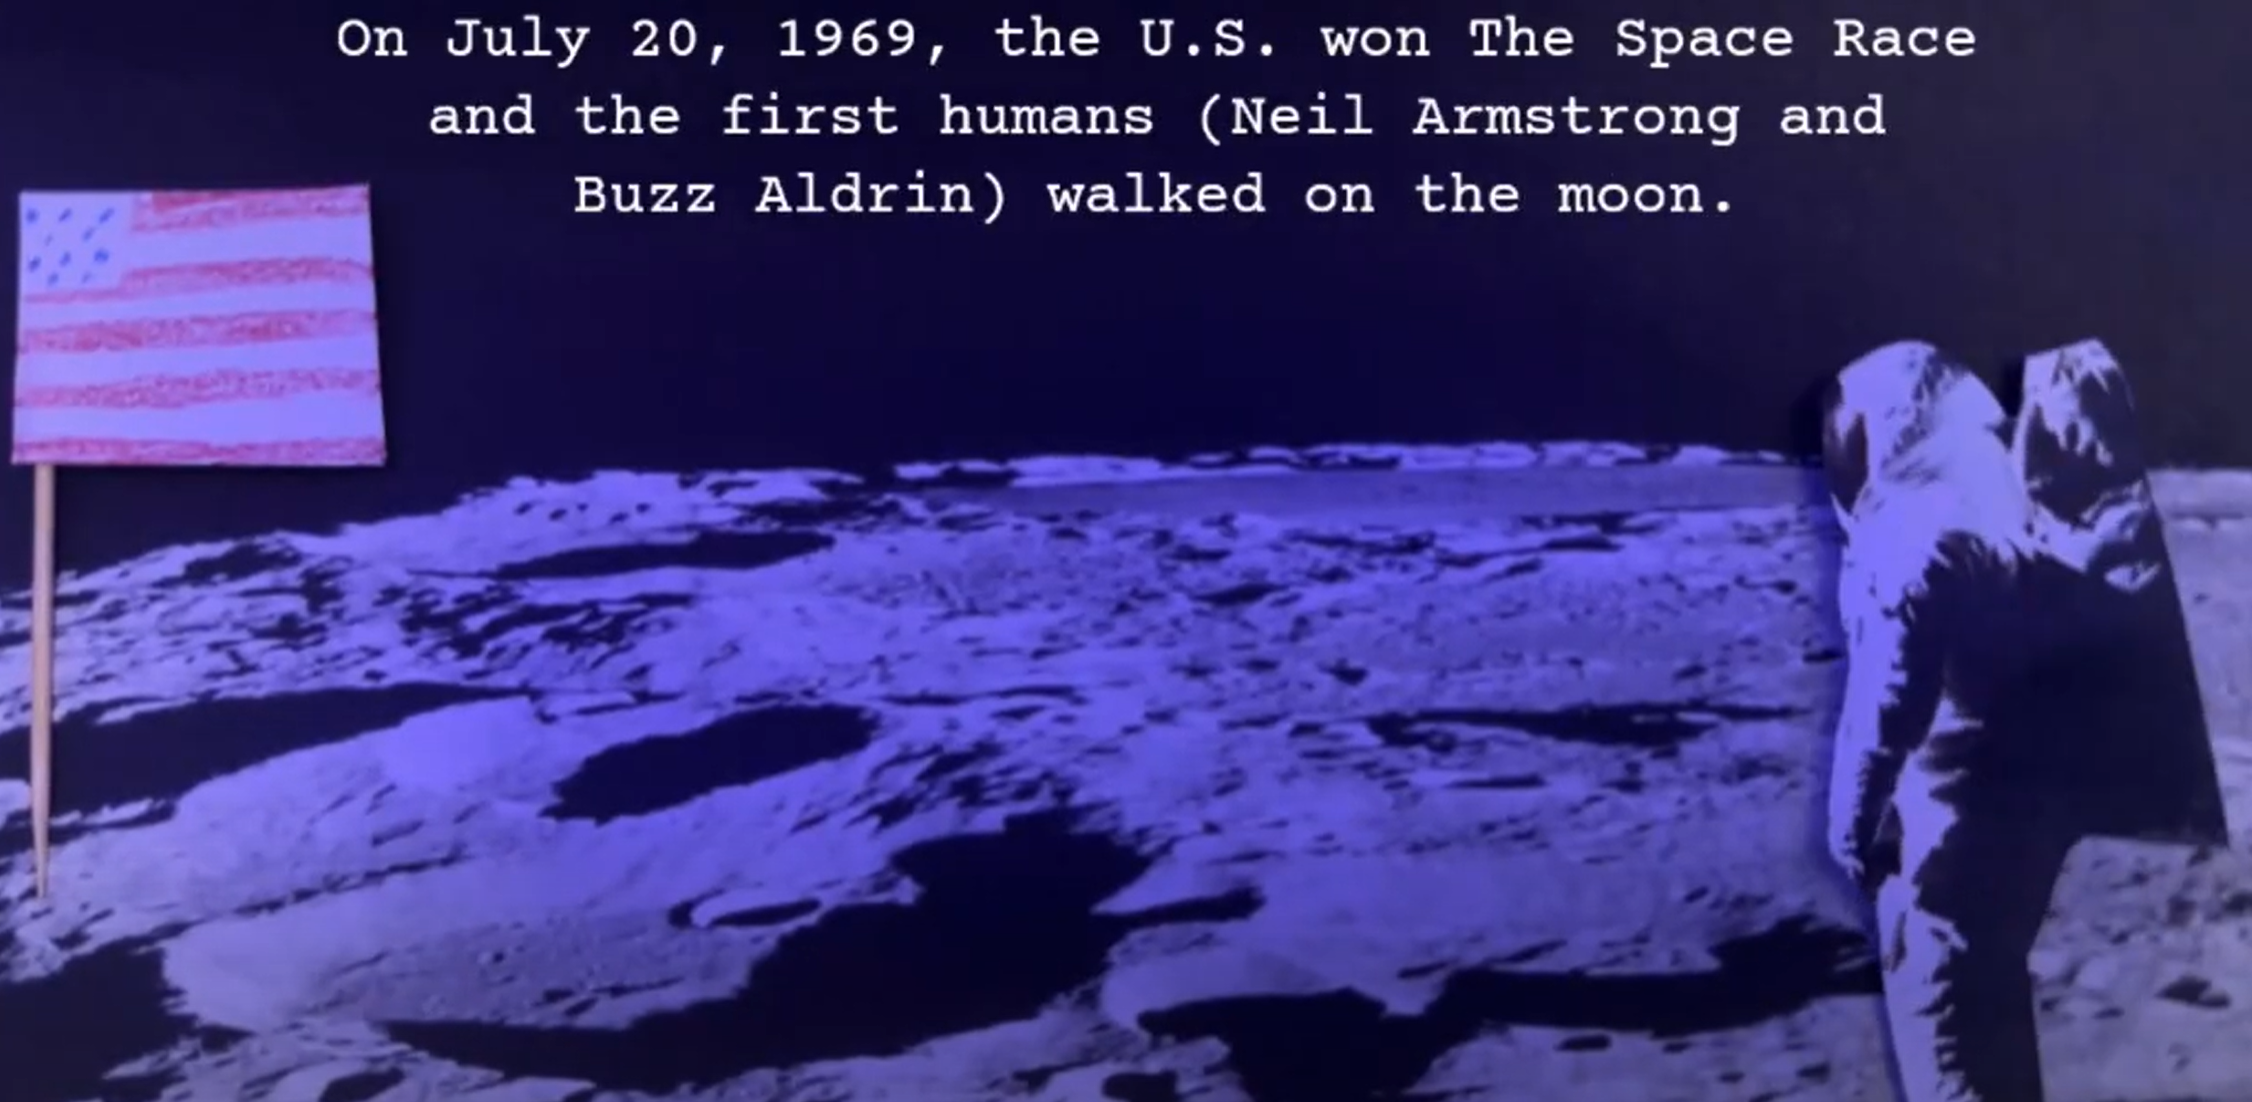 On July 20, 1969, the U.S. won The Space Race
and the first humans (Neil Armstrong and
Buzz Aldrin) walked on the moon.